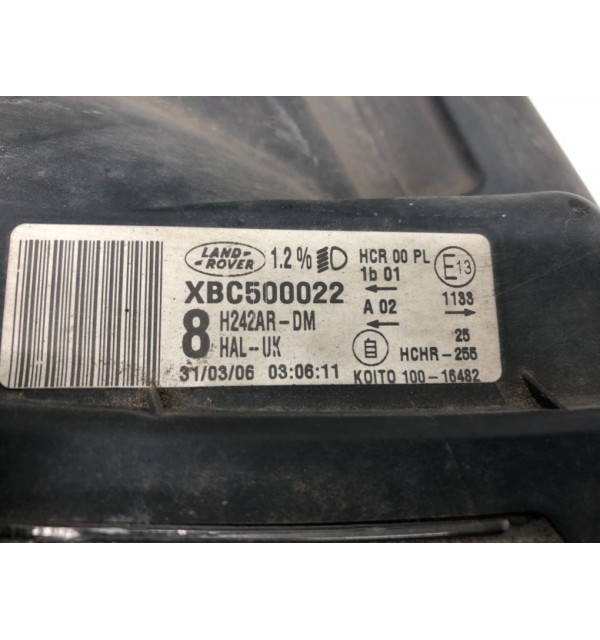 LAND-ROVER 1.2% HCR 00 PL
1b 01
E13
XBC500022
A 02
1133
8 H242AR-DM
HAL--UK
25
HCHR-255
31/03/06 03:06:11
KOITO 100-16482